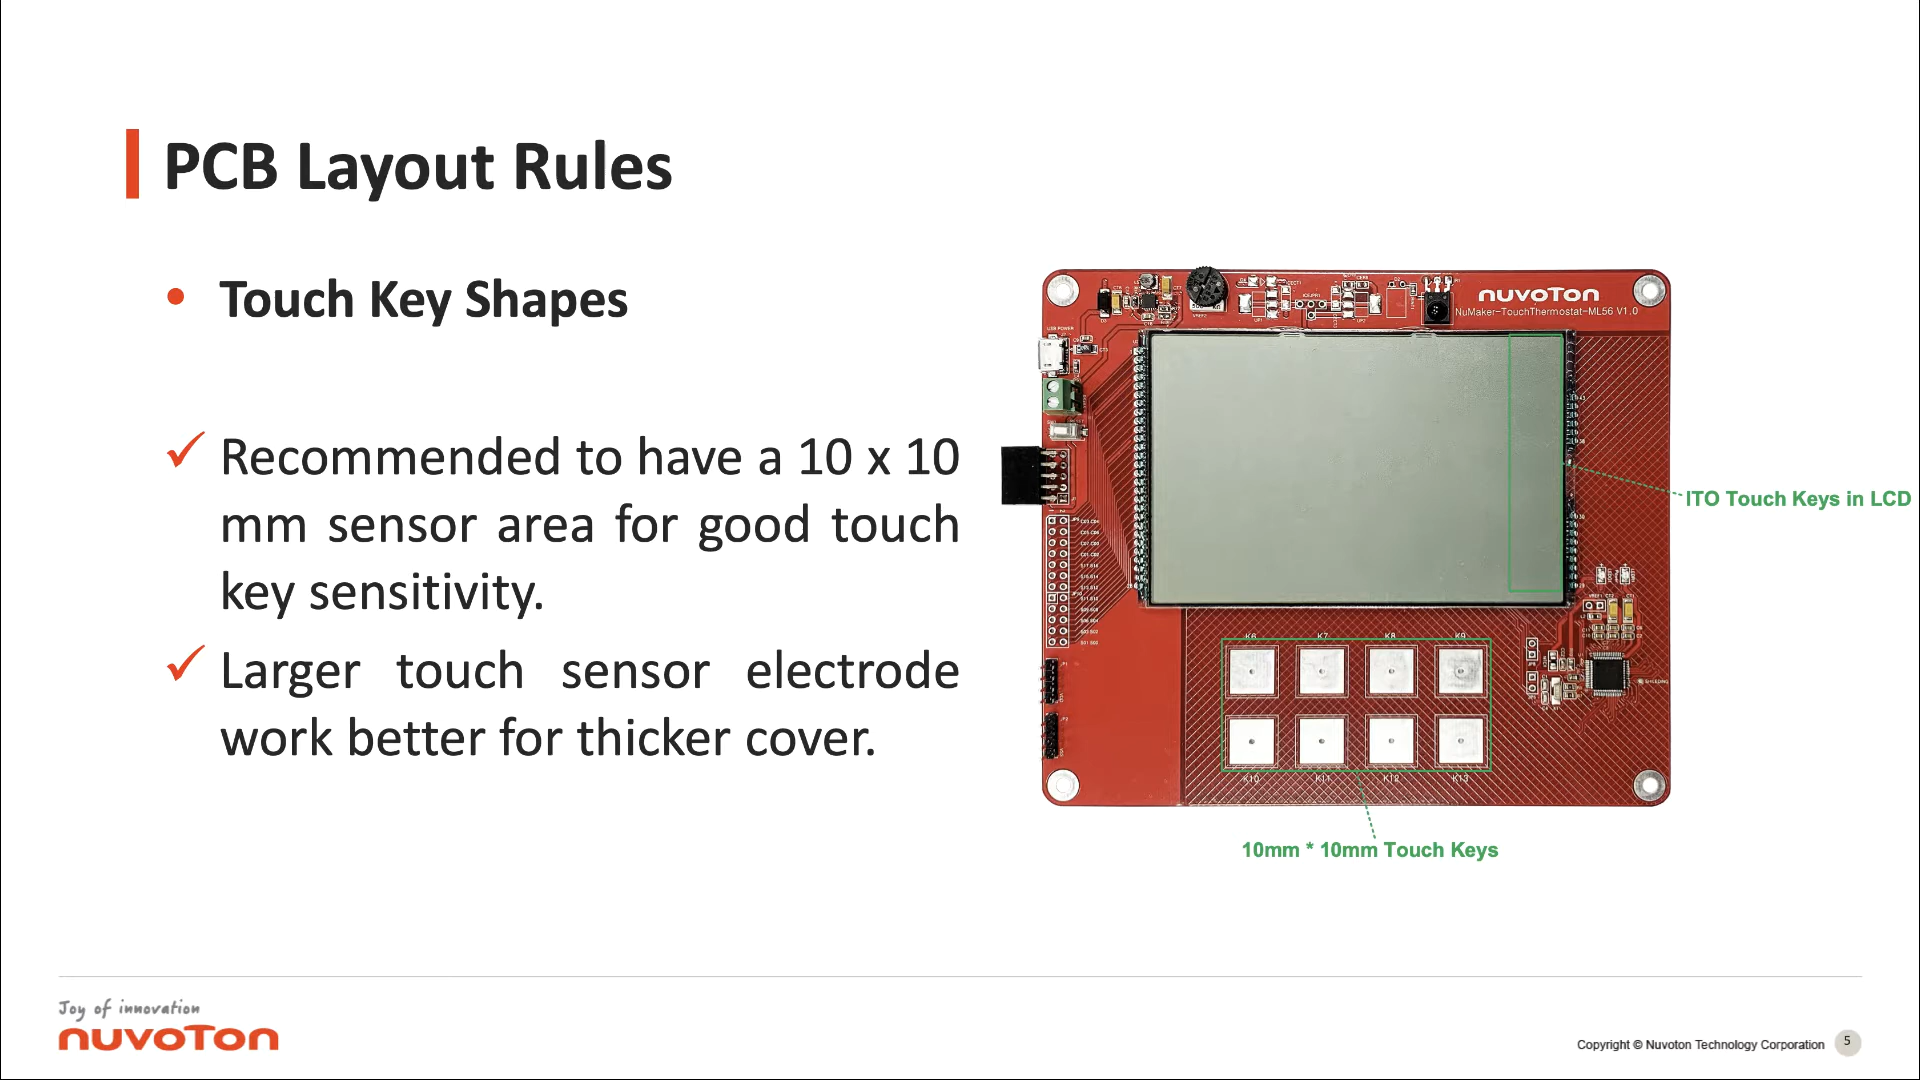 PCB Layout Rules
• Touch Key Shapes
✓ Recommended to have a 10 x 10
mm sensor area for good touch
key sensitivity.
✓ Larger touch sensor electrode
work better for thicker cover.
nuvoTon
NuMaker-TouchThermostat-ML56 V1.0
USB POWER
ITO Touch Keys in LCD
K6 K7 K8 K9
K10 K11 K12 K13
10mm * 10mm Touch Keys
Joy of innovation
nuvoTon
Copyright © Nuvoton Technology Corporation 5